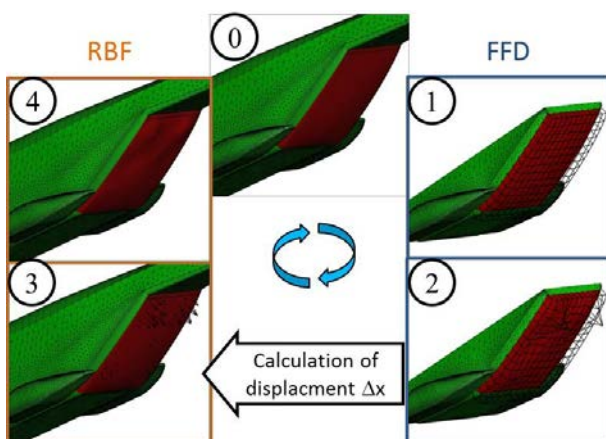 RBF
0
FFD
4
1
3
2
Calculation of
displacment Δx